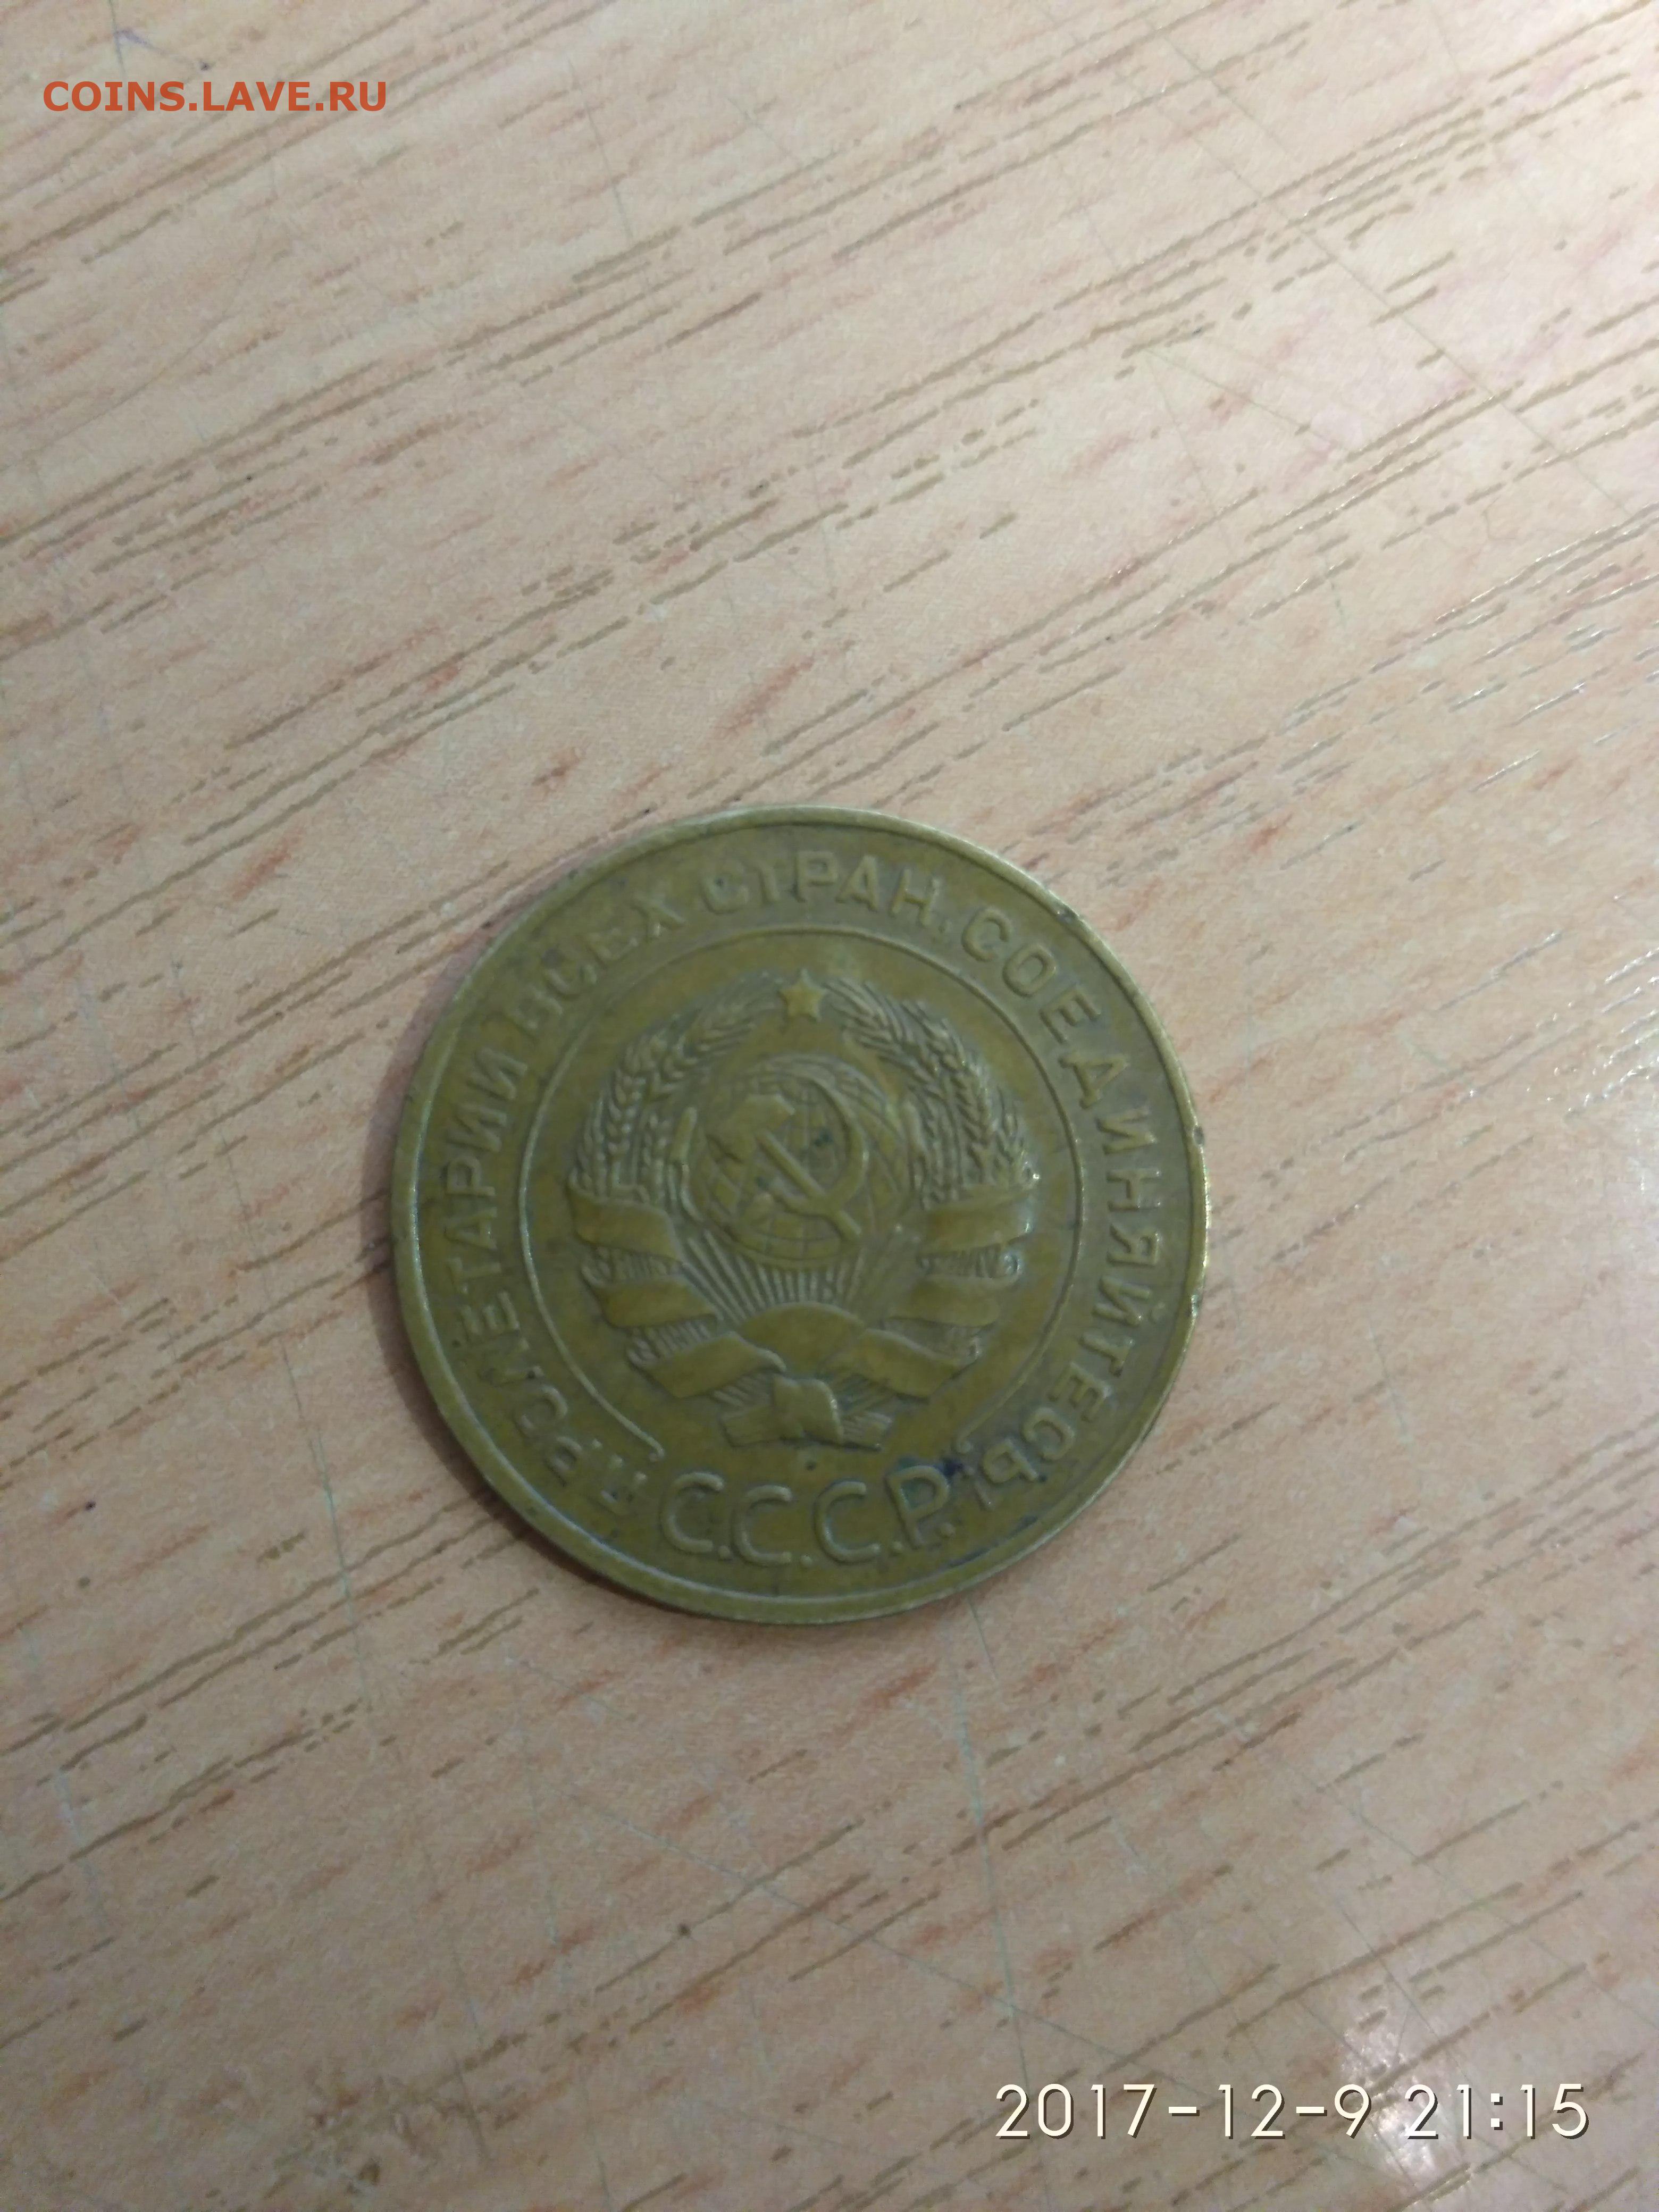 COINS.LAVE.RU
ПРОЛЕТАРИИ ВСЕХ СТРАН, СОЕДИНЯЙТЕСЬ!
С.С.С.Р.
2017-12-9 21:15